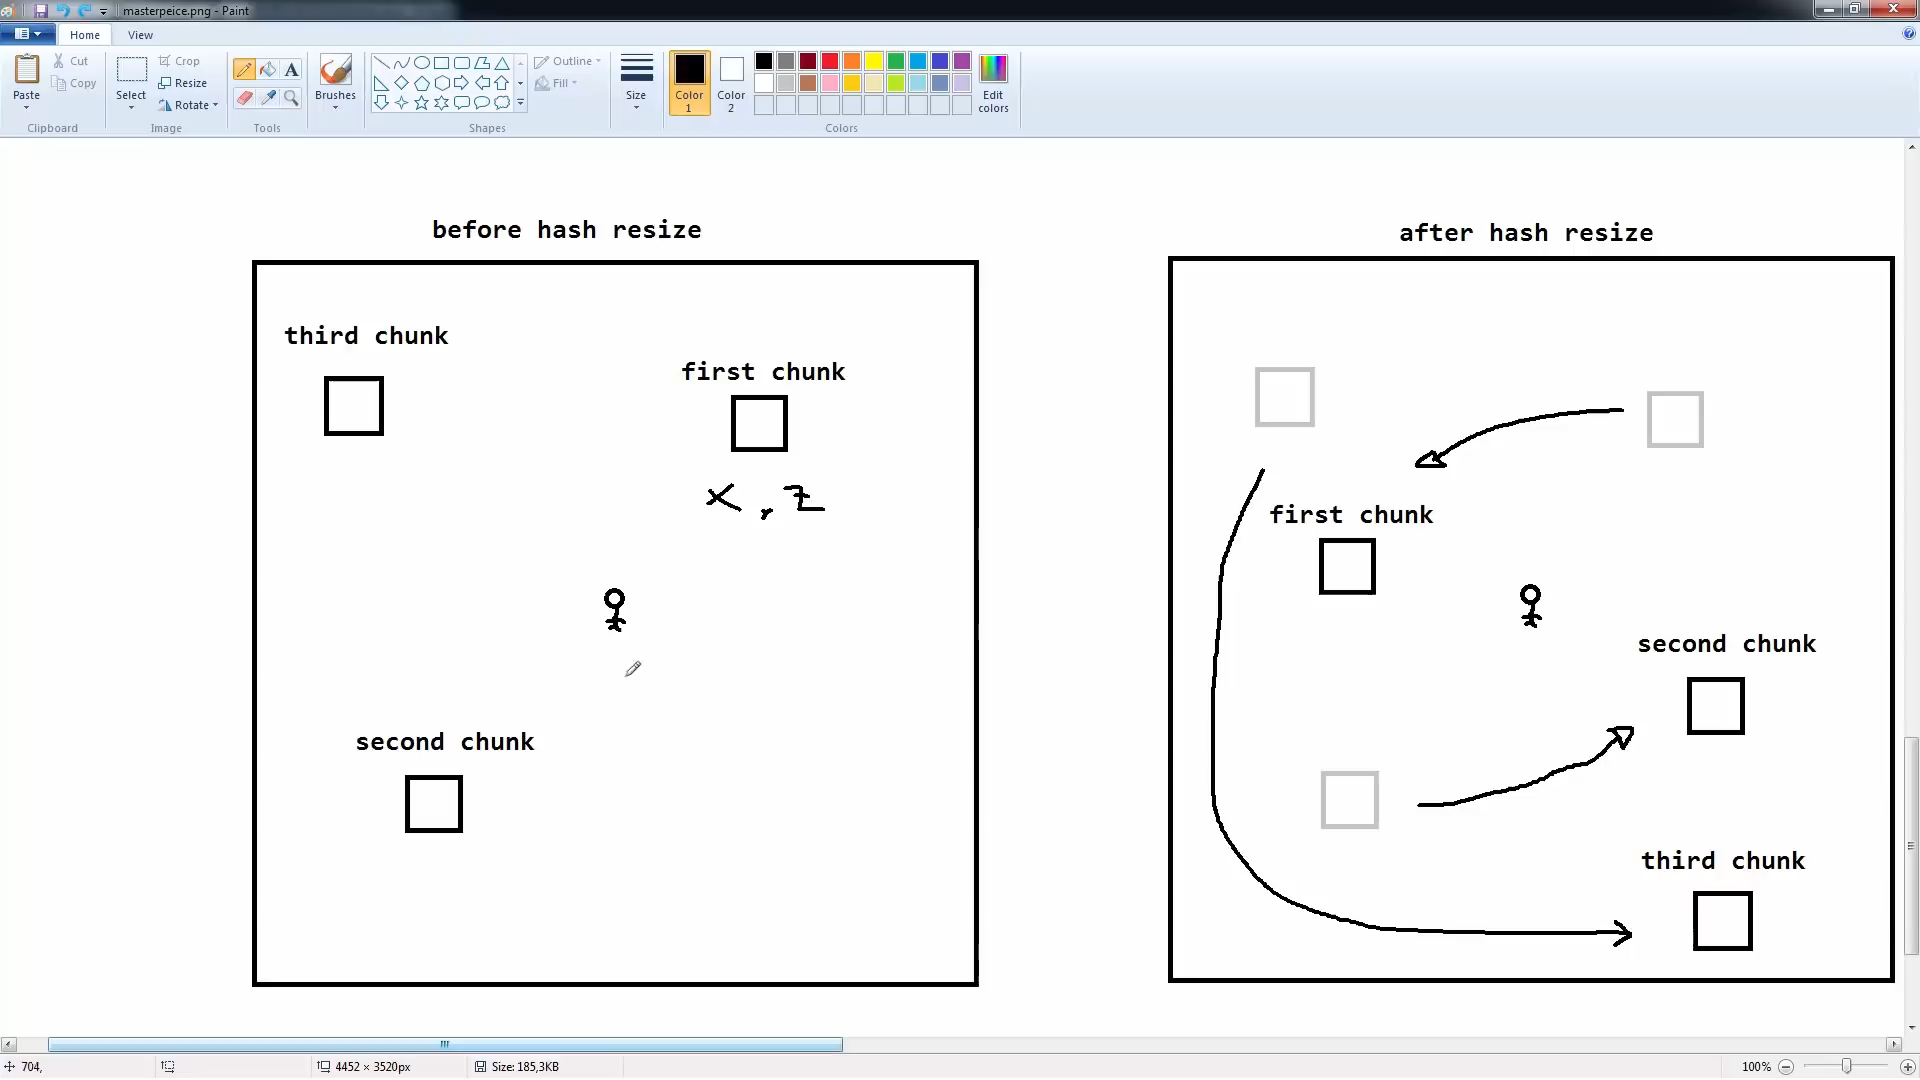 masterpeice.png - Paint
Home
View
Paste
Cut
Copy
Clipboard
Select
Crop
Resize
Rotate
Image
A
Tools
Brushes
Outline
Fill
Shapes
Size
Color 1
Color 2
Edit colors
Colors
before hash resize
third chunk
first chunk
X , Z
second chunk
after hash resize
first chunk
second chunk
third chunk
704,
4452 × 3520px
Size: 185,3KB
100%